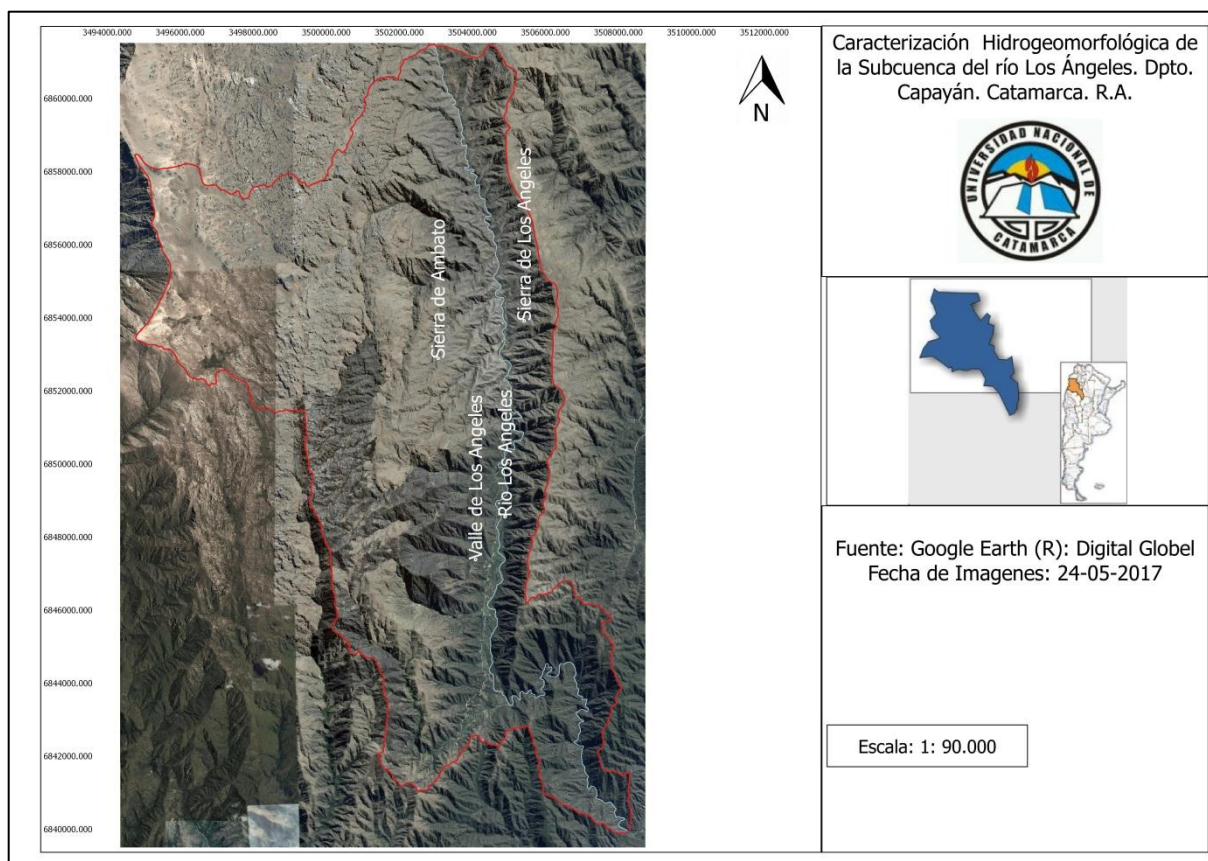 3494000.000 3496000.000 3498000.000 3500000.000 3502000.000 3504000.000 3506000.000 3508000.000 3510000.000 3512000.000
6860000.000
6858000.000
6856000.000
6854000.000
6852000.000
6850000.000
6848000.000
6846000.000
6844000.000
6842000.000
6840000.000
N
Sierra de Ambato
Sierra de Los Angeles
Valle de Los Angeles
Rio Los Angeles
Caracterización Hidrogeomorfológica de
la Subcuenca del río Los Ángeles. Dpto.
Capayán. Catamarca. R.A.
UNIVERSIDAD NACIONAL DE
CATAMARCA
Fuente: Google Earth (R): Digital Globel
Fecha de Imagenes: 24-05-2017
Escala: 1: 90.000